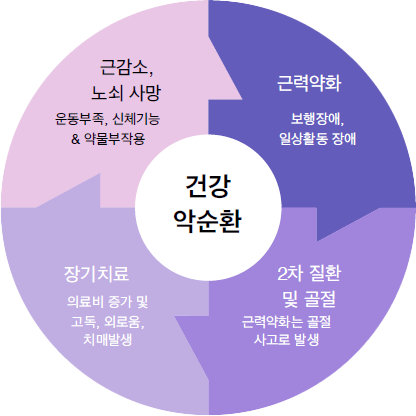 근감소,
노쇠 사망
운동부족, 신체기능
& 약물부작용
근력약화
보행장애,
일상활동 장애
건강
악순환
장기치료
의료비 증가 및
고독, 외로움,
치매발생
2차 질환
및 골절
근력약화는 골절
사고로 발생